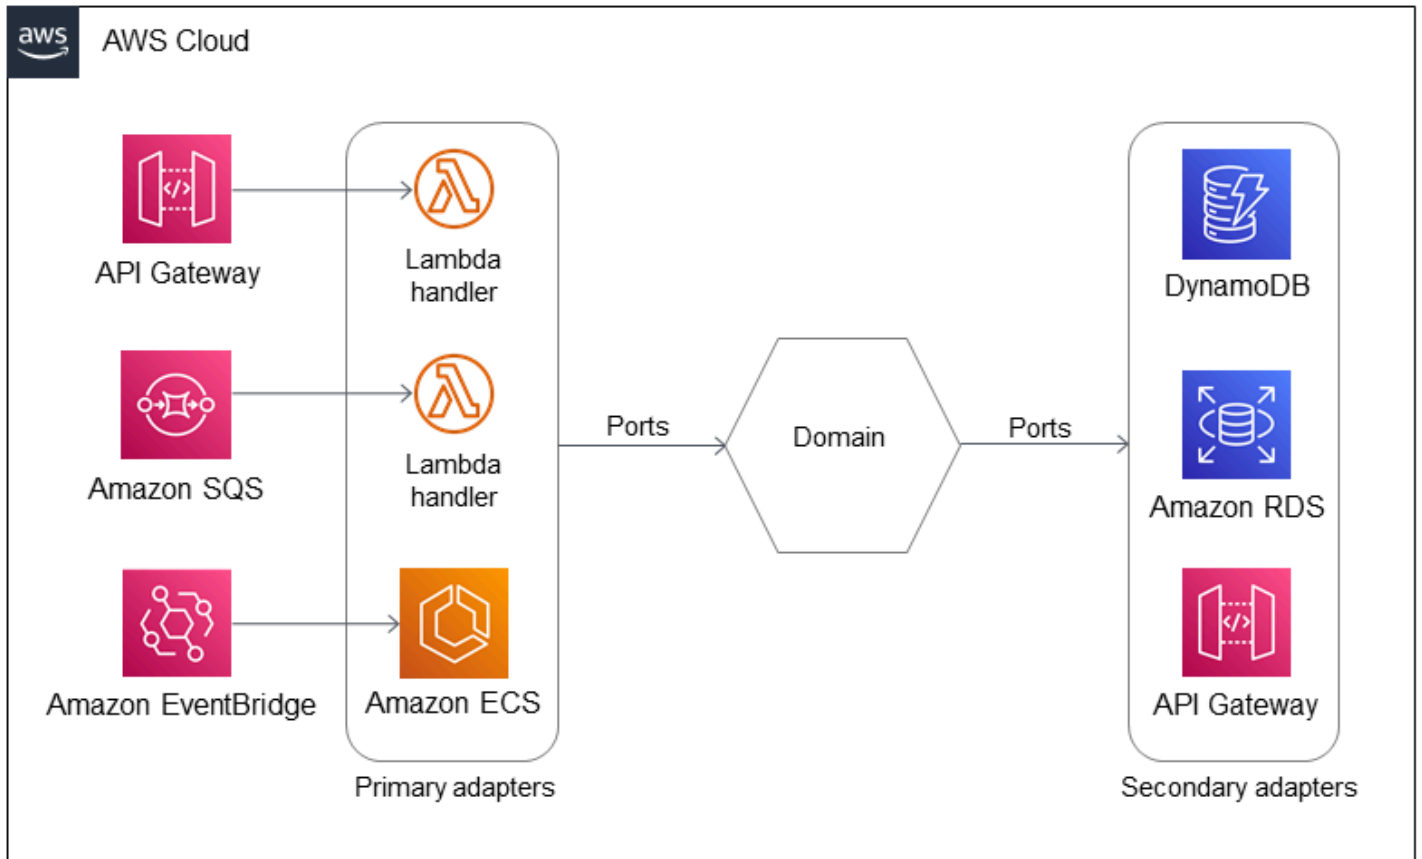 aws
AWS Cloud
API Gateway
Lambda
handler
DynamoDB
Amazon SQS
Lambda
handler
Ports
Domain
Ports
Amazon RDS
Amazon EventBridge
Amazon ECS
API Gateway
Primary adapters
Secondary adapters